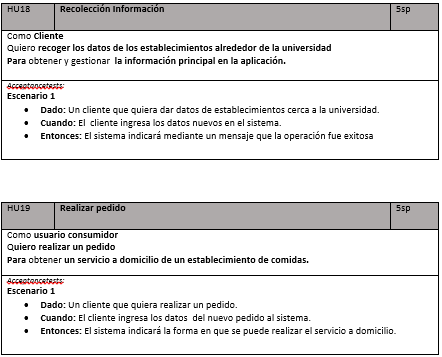 HU18 Recolección Información 5sp
Como Cliente
Quiero recoger los datos de los establecimientos alrededor de la universidad
Para obtener y gestionar la información principal en la aplicación.
Acceptancetests:
Escenario 1
• Dado: Un cliente que quiera dar datos de establecimientos cerca a la universidad.
• Cuando: El cliente ingresa los datos nuevos en el sistema.
• Entonces: El sistema indicará mediante un mensaje que la operación fue exitosa
HU19 Realizar pedido 5sp
Como usuario consumidor
Quiero realizar un pedido
Para obtener un servicio a domicilio de un establecimiento de comidas.
Acceptancetests:
Escenario 1
• Dado: Un cliente que quiera realizar un pedido.
• Cuando: El cliente ingresa los datos del nuevo pedido al sistema.
• Entonces: El sistema indicará la forma en que se puede realizar el servicio a domicilio.